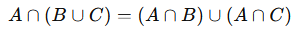 A ∩ (B ∪ C) = (A ∩ B) ∪ (A ∩ C)